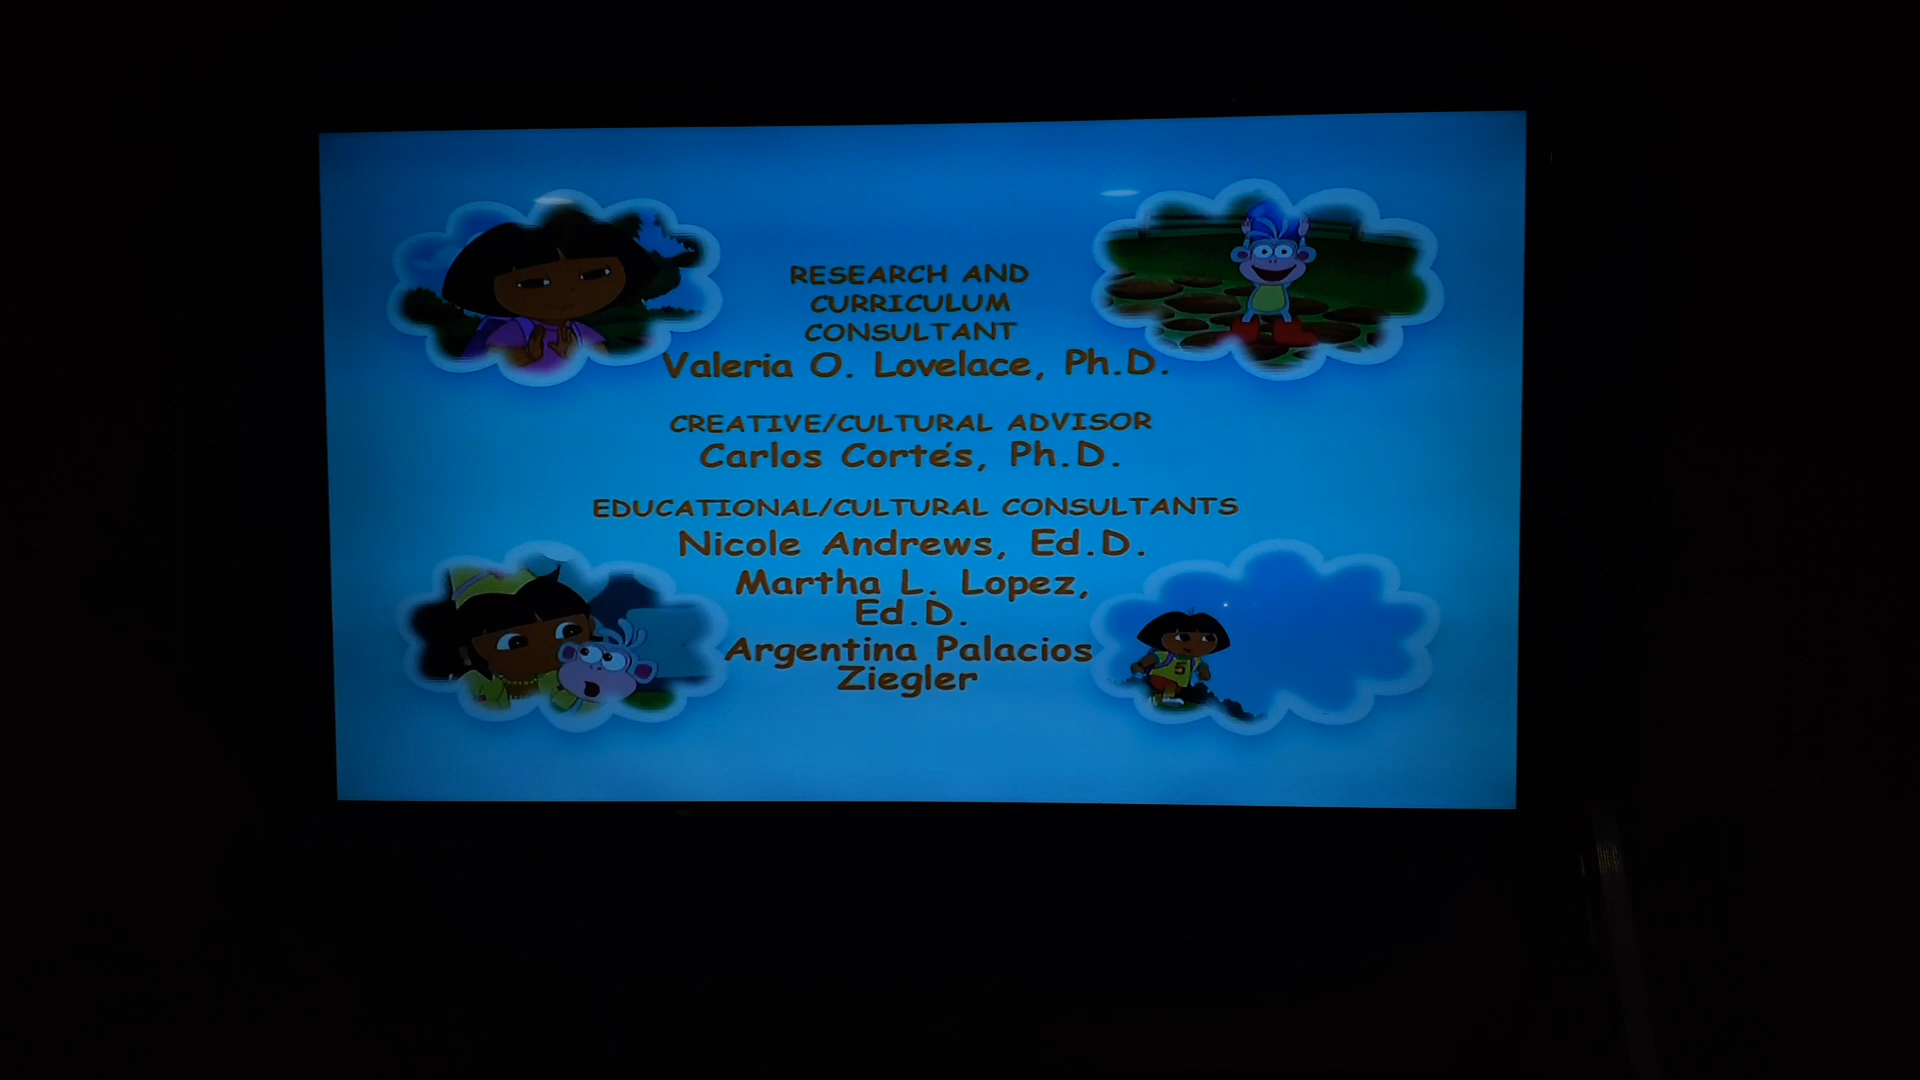 RESEARCH AND
CURRICULUM
CONSULTANT
Valeria O. Lovelace, Ph.D.
CREATIVE/CULTURAL ADVISOR
Carlos Cortés, Ph.D.
EDUCATIONAL/CULTURAL CONSULTANTS
Nicole Andrews, Ed.D.
Martha L. Lopez,
Ed.D.
Argentina Palacios
Ziegler
5